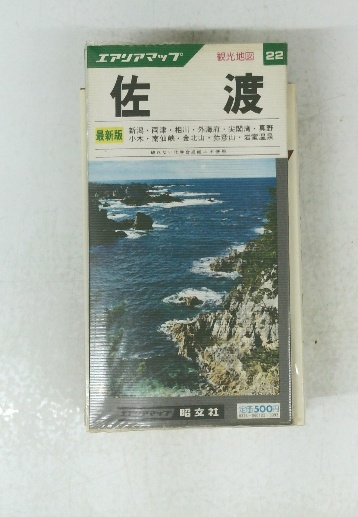 エアリアマップ 観光地図 22
佐渡
最新版
新潟・両津・相川・外海府・尖閣湾・真野
小木・南仙峡・金北山・弥彦山・岩室温泉
エアリアマップ 昭文社 定価500円